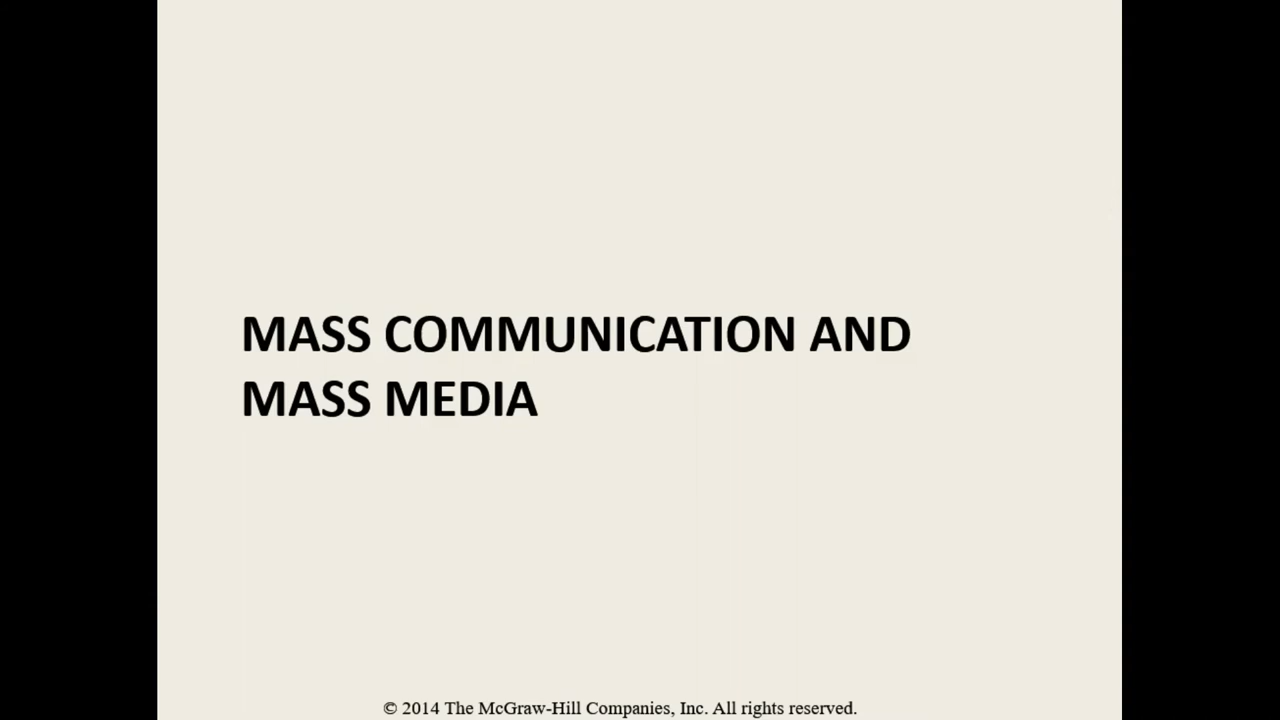 MASS COMMUNICATION AND
MASS MEDIA
© 2014 The McGraw-Hill Companies, Inc. All rights reserved.